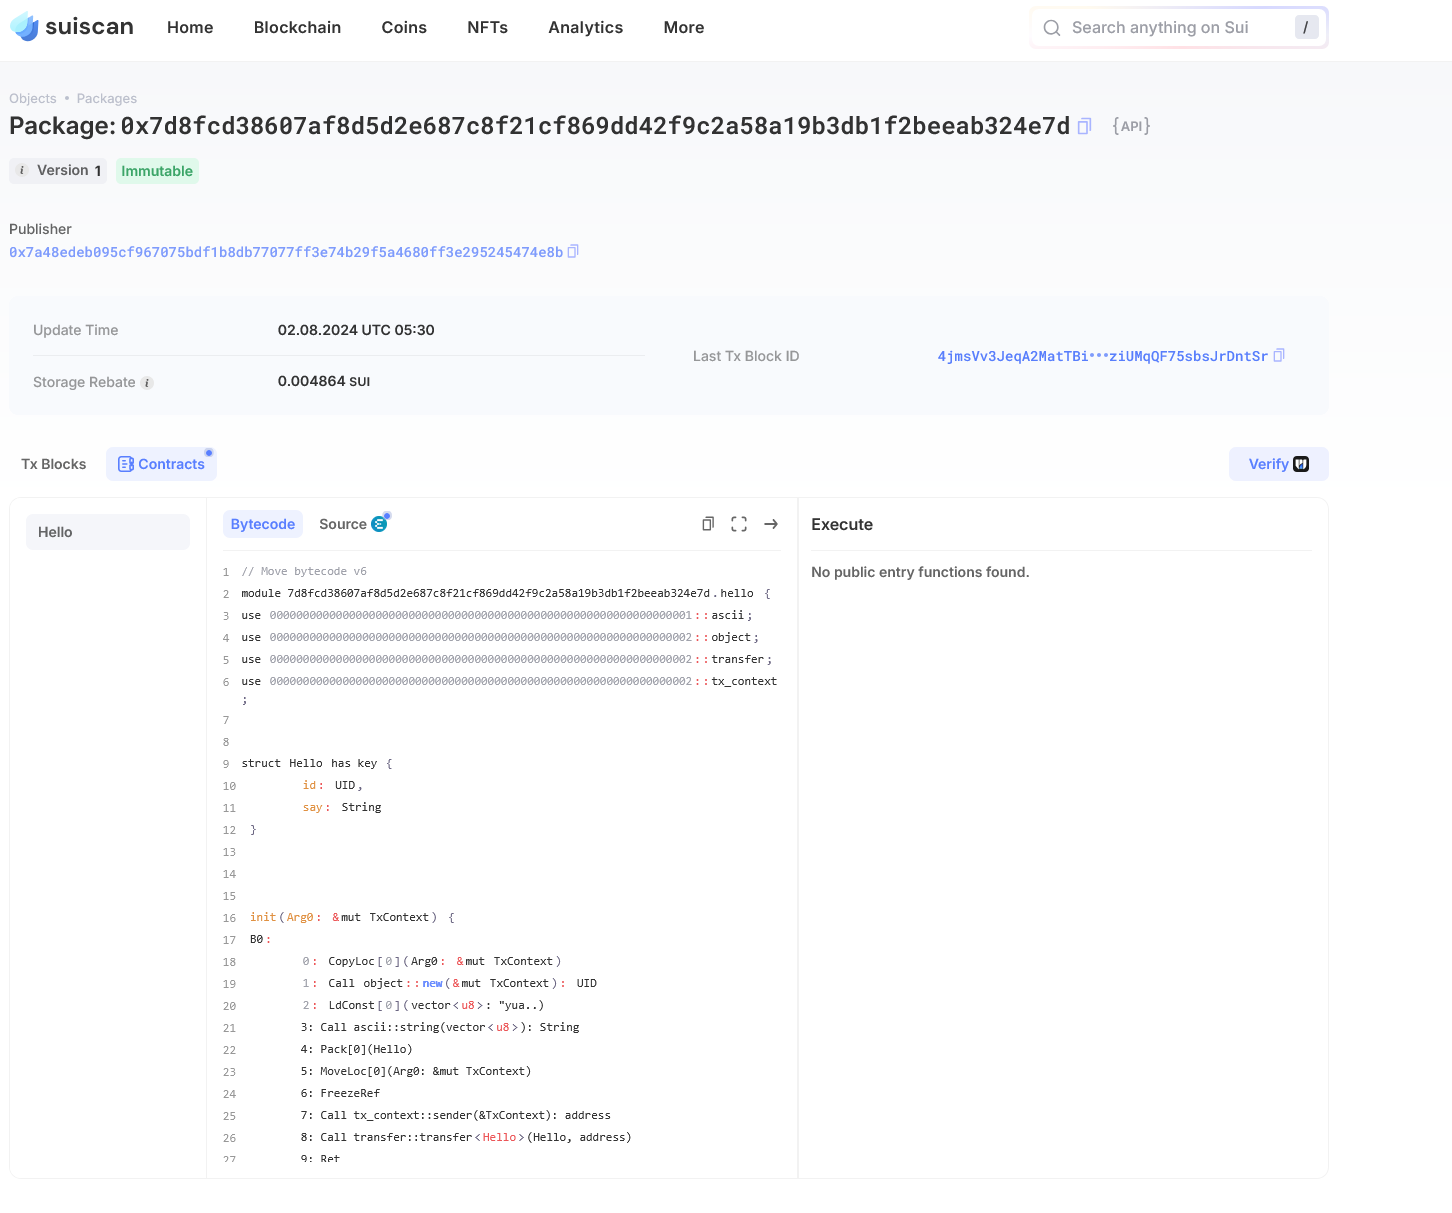 suiscan Home Blockchain Coins NFTs Analytics More Search anything on Sui /
Objects • Packages
Package: 0x7d8fcd38607af8d5d2e687c8f21cf869dd42f9c2a58a19b3db1f2beeab324e7d {API}
i Version 1 Immutable
Publisher
0x7a48edeb095cf967075bdf1b8db77077ff3e74b29f5a4680ff3e295245474e8b
Update Time 02.08.2024 UTC 05:30
Last Tx Block ID 4jmsVv3JeqA2MatTBi•••ziUMqQF75sbsJrDntSr
Storage Rebate i 0.004864 SUI
Tx Blocks Contracts Verify
Hello
Bytecode Source
Execute
No public entry functions found.
1 // Move bytecode v6
2 module 7d8fcd38607af8d5d2e687c8f21cf869dd42f9c2a58a19b3db1f2beeab324e7d.hello {
3 use 0000000000000000000000000000000000000000000000000000000000000001::ascii;
4 use 0000000000000000000000000000000000000000000000000000000000000002::object;
5 use 0000000000000000000000000000000000000000000000000000000000000002::transfer;
6 use 0000000000000000000000000000000000000000000000000000000000000002::tx_context
;
7
8
9 struct Hello has key {
10 id: UID,
11 say: String
12 }
13
14
15
16 init(Arg0: &mut TxContext) {
17 B0:
18 0: CopyLoc[0](Arg0: &mut TxContext)
19 1: Call object::new(&mut TxContext): UID
20 2: LdConst[0](vector<u8>: "yua..)
21 3: Call ascii::string(vector<u8>): String
22 4: Pack[0](Hello)
23 5: MoveLoc[0](Arg0: &mut TxContext)
24 6: FreezeRef
25 7: Call tx_context::sender(&TxContext): address
26 8: Call transfer::transfer<Hello>(Hello, address)
27 9: Ret